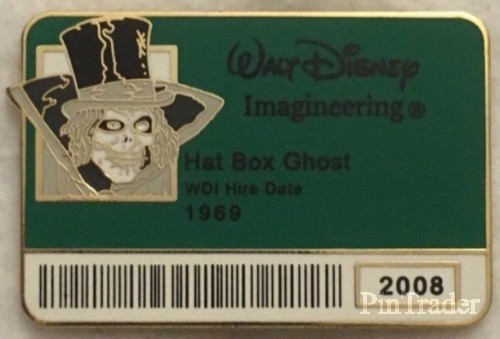 Walt Disney
Imagineering®
Hat Box Ghost
WDI Hire Date
1969
2008
PinTrader